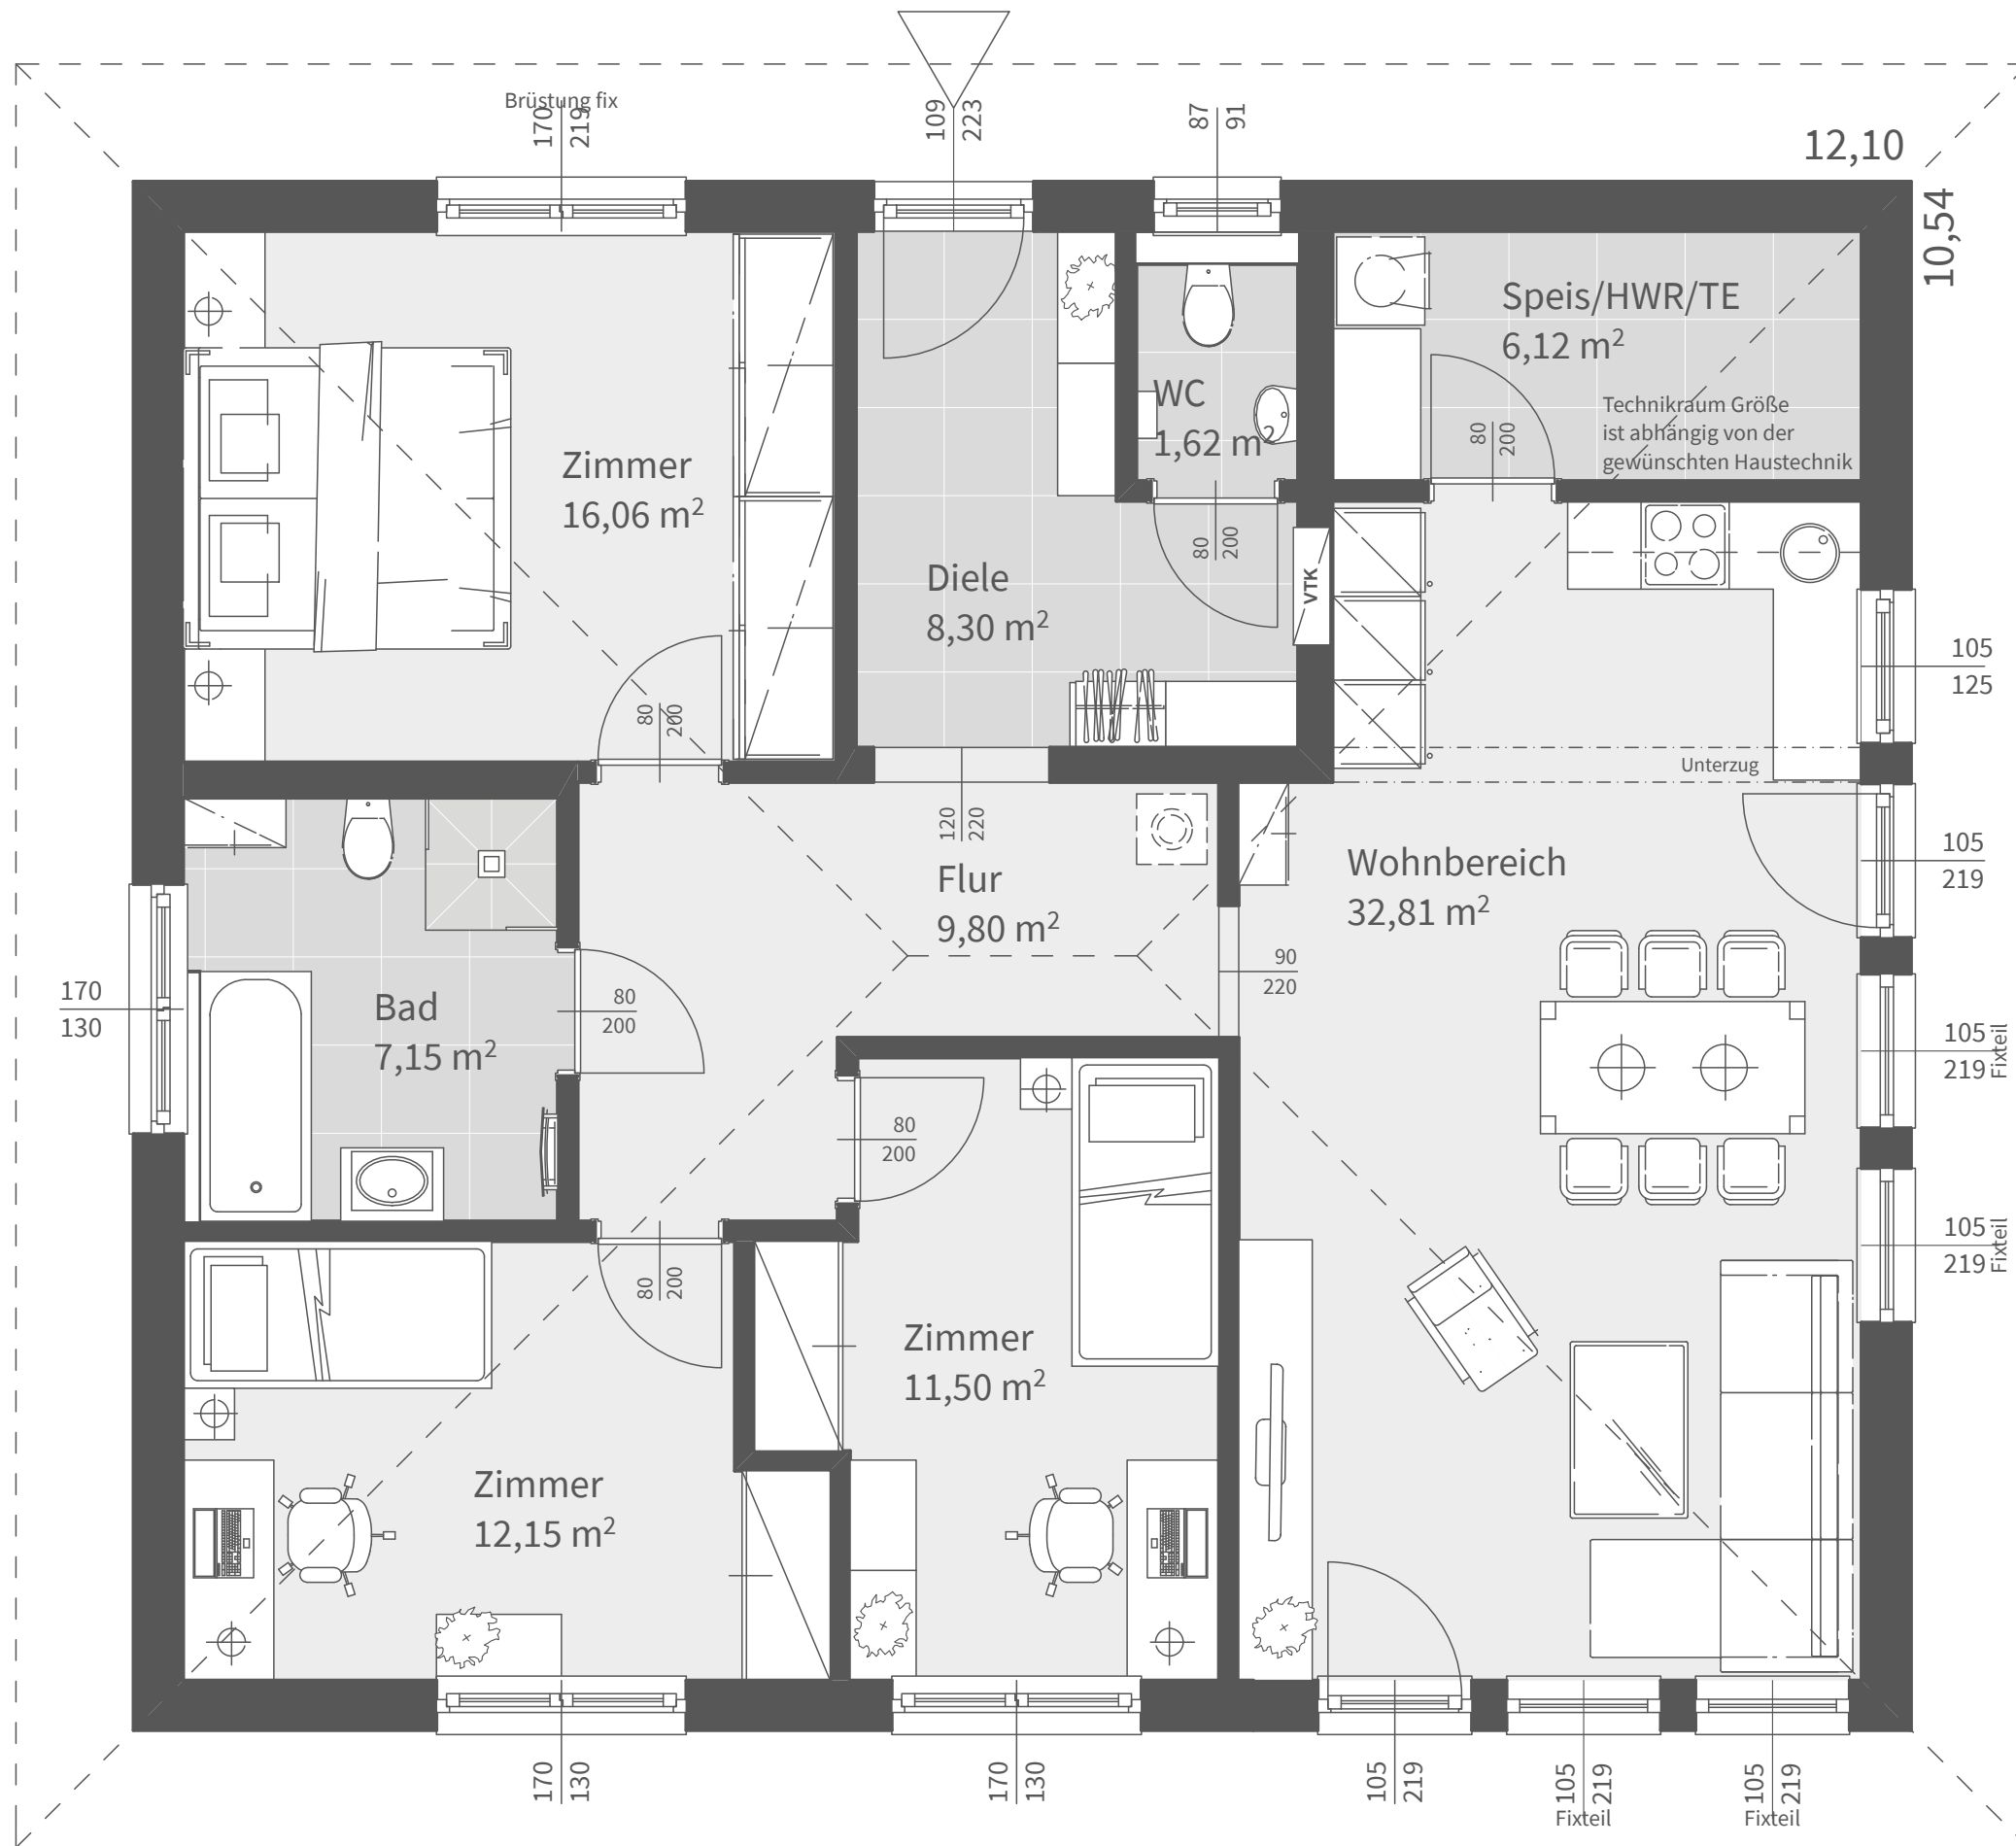 Brüstung fix
170
219
109
223
87
91
12,10
10,54
Speis/HWR/TE
6,12 m²
Technikraum Größe
ist abhängig von der
gewünschten Haustechnik
WC
1,62 m²
80
200
80
200
VTK
Zimmer
16,06 m²
Diele
8,30 m²
80
200
105
125
Unterzug
120
220
Flur
9,80 m²
Wohnbereich
32,81 m²
105
219
90
220
170
130
Bad
7,15 m²
80
200
105
219
Fixteil
80
200
105
219
Fixteil
80
200
Zimmer
11,50 m²
Zimmer
12,15 m²
170
130
170
130
105
219
105
219
Fixteil
105
219
Fixteil